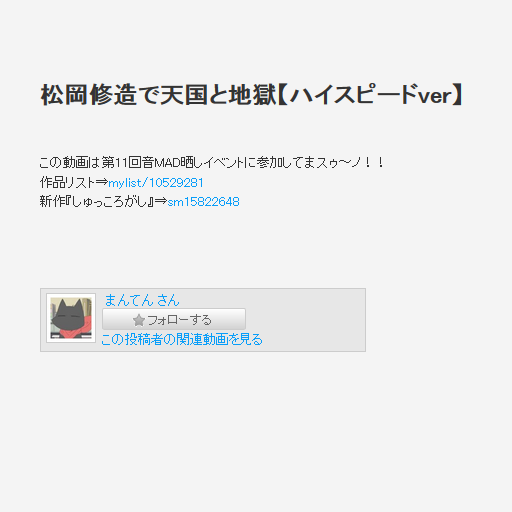 松岡修造で天国と地獄【ハイスピードver】
この動画は第11回音MAD晒しイベントに参加してまスゥ～ノ！！
作品リスト⇒mylist/10529281
新作『しゅっころがし』⇒sm15822648
まんてん さん
★フォローする
この投稿者の関連動画を見る